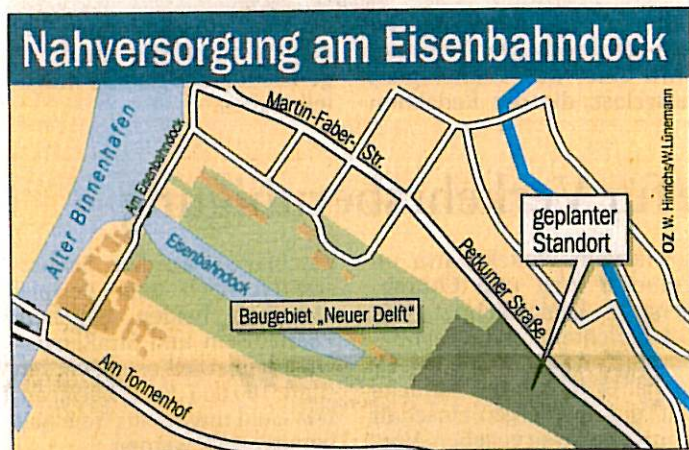 Nahversorgung am Eisenbahndock
Martin-Faber-Str.
Am Eisenbahndock
Alter Binnenhafen
Eisenbahndock
geplanter
Standort
Petkumer Straße
Baugebiet „Neuer Delft“
Am Tonnenhof
OZ W. Hinrichs/W.Lünemann